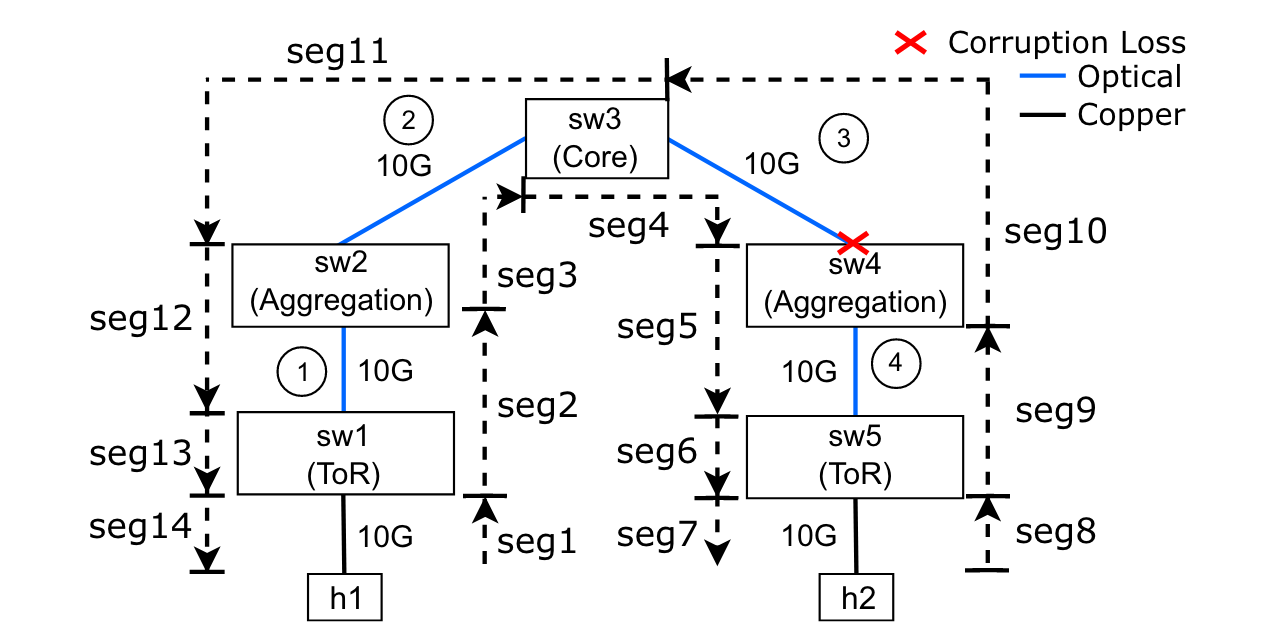 seg11
Corruption Loss
Optical
Copper
2
10G
sw3
(Core)
10G
3
seg4
seg10
sw2
(Aggregation)
seg3
sw4
(Aggregation)
seg12
seg5
1
10G
seg2
10G
4
seg9
sw1
(ToR)
seg13
seg6
sw5
(ToR)
seg14
10G
seg1
seg7
10G
seg8
h1
h2